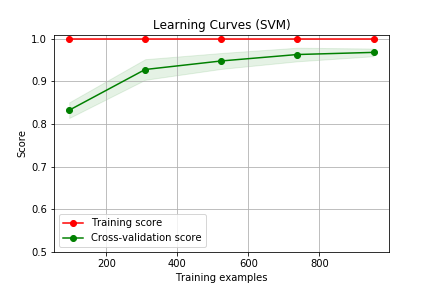 Learning Curves (SVM)
1.0
0.9
0.8
0.7
0.6
0.5
Score
Training score
Cross-validation score
200 400 600 800
Training examples